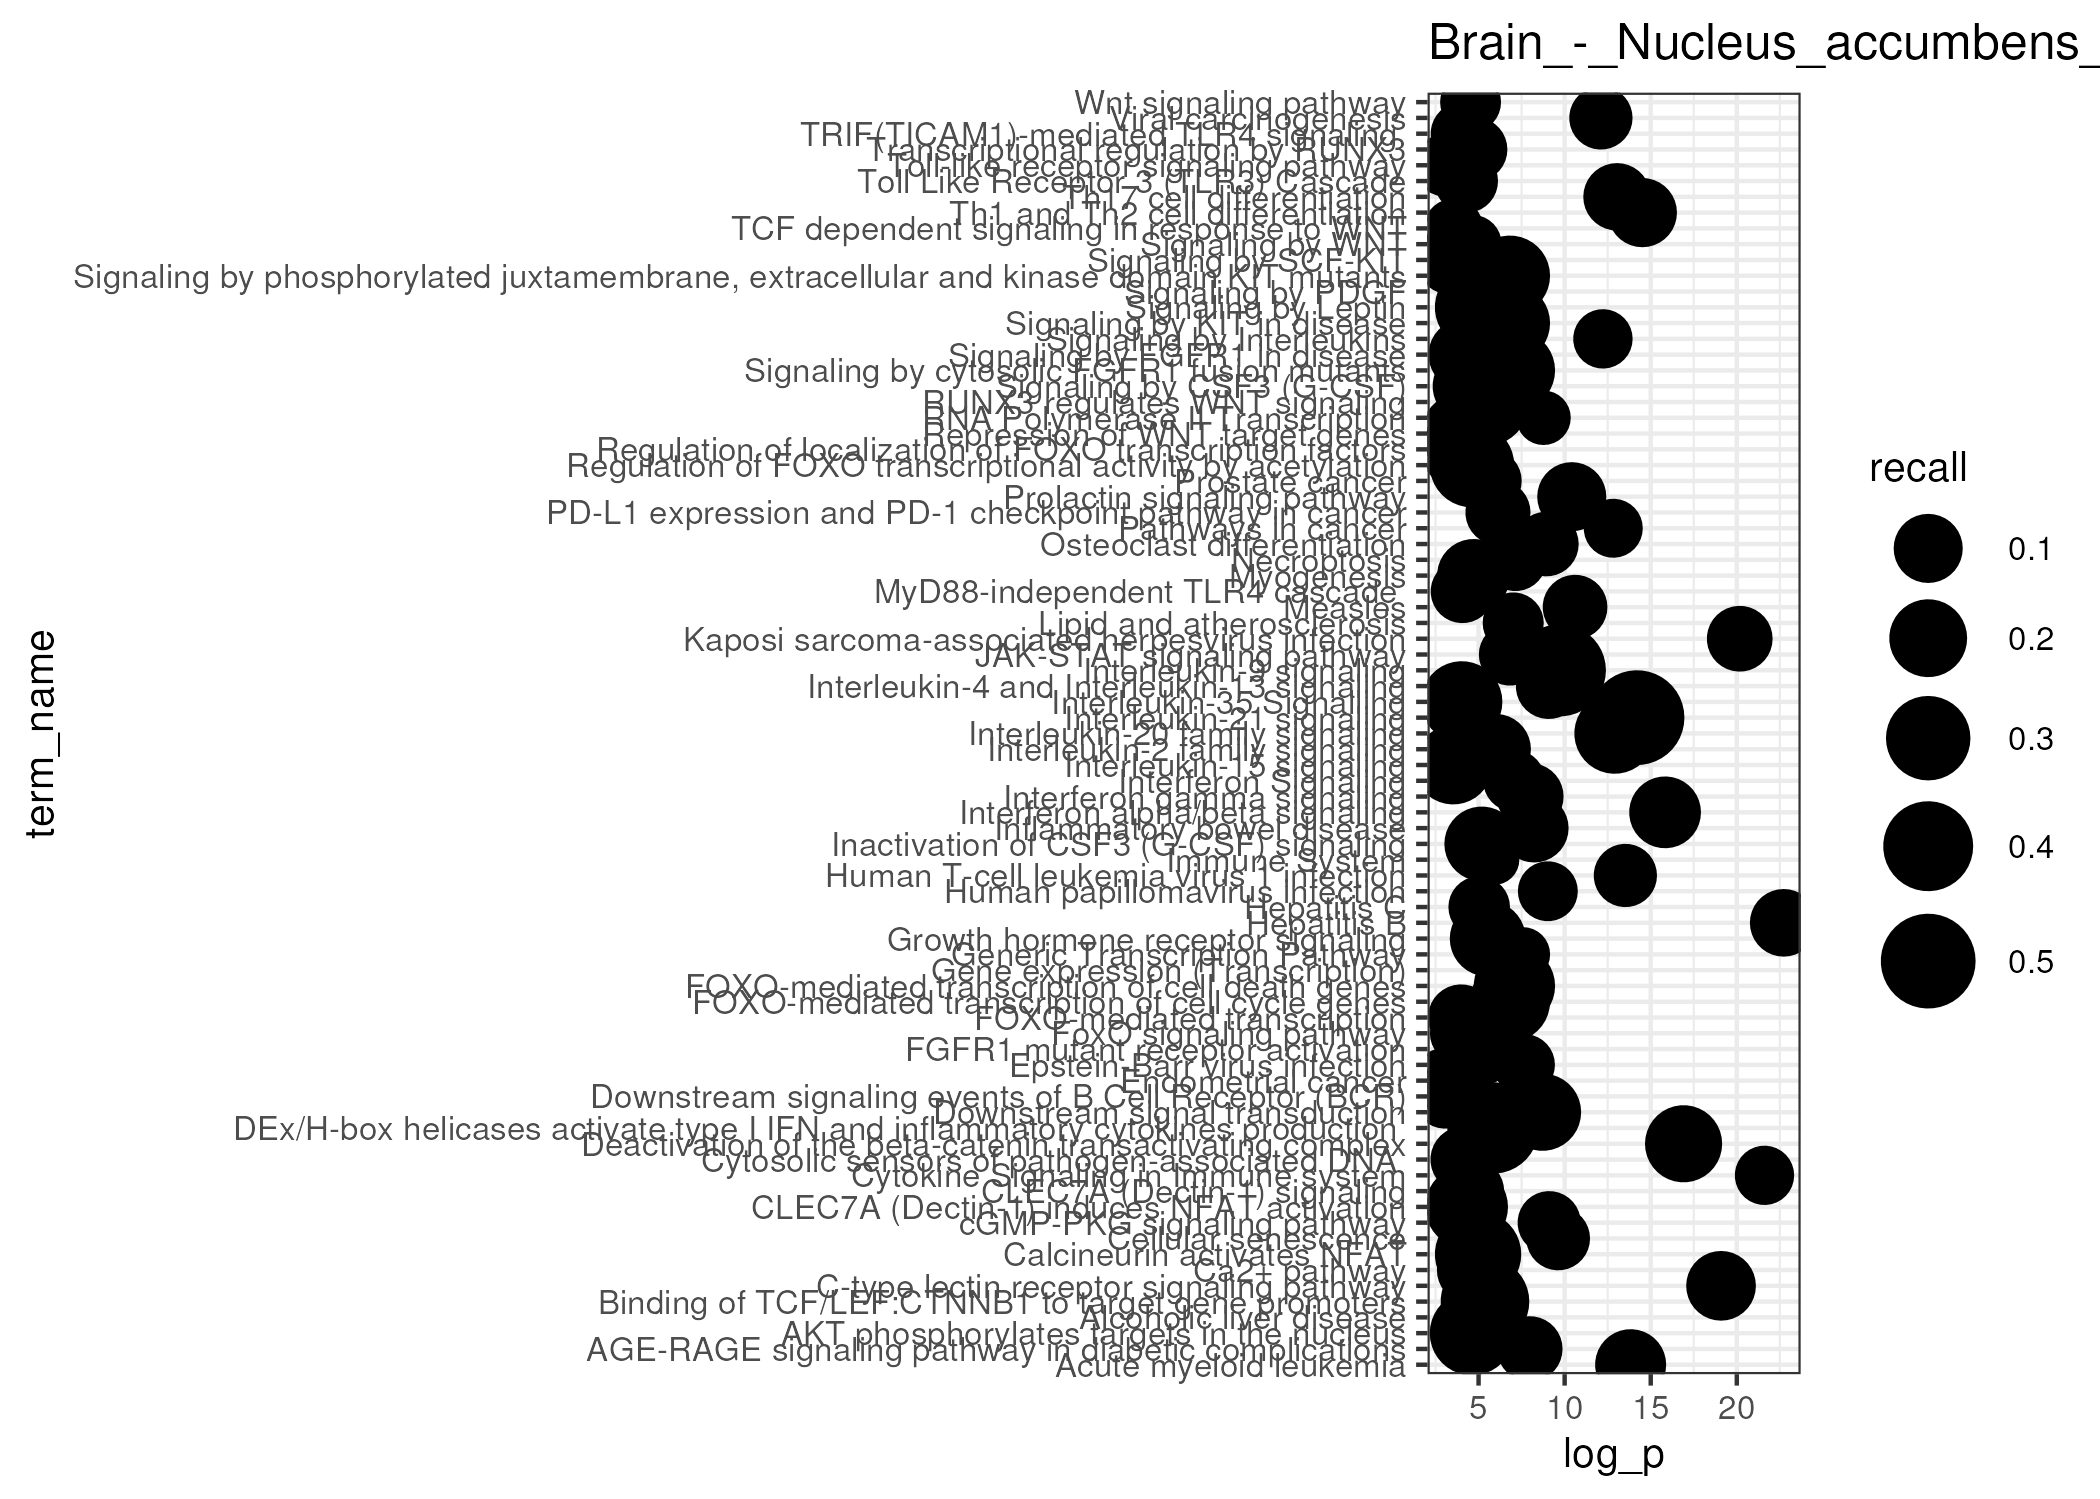 Brain_-_Nucleus_accumbens_
term_name
Wnt signaling pathway
Viral carcinogenesis
TRIF(TICAM1)-mediated TLR4 signaling
Transcriptional regulation by RUNX3
Toll-like receptor signaling pathway
Toll Like Receptor 3 (TLR3) Cascade
Th17 cell differentiation
Th1 and Th2 cell differentiation
TCF dependent signaling in response to WNT
Signaling by WNT
Signaling by SCF-KIT
Signaling by phosphorylated juxtamembrane, extracellular and kinase domain KIT mutants
Signaling by PDGF
Signaling by Leptin
Signaling by KIT in disease
Signaling by Interleukins
Signaling by FGFR1 in disease
Signaling by cytosolic FGFR1 fusion mutants
Signaling by CSF3 (G-CSF)
RUNX3 regulates WNT signaling
RNA Polymerase II Transcription
Repression of WNT target genes
Regulation of localization of FOXO transcription factors
Regulation of FOXO transcriptional activity by acetylation
Prostate cancer
Prolactin signaling pathway
PD-L1 expression and PD-1 checkpoint pathway in cancer
Pathways in cancer
Osteoclast differentiation
Necroptosis
Myogenesis
MyD88-independent TLR4 cascade
Measles
Lipid and atherosclerosis
Kaposi sarcoma-associated herpesvirus infection
JAK-STAT signaling pathway
Interleukin-9 signaling
Interleukin-4 and Interleukin-13 signaling
Interleukin-35 Signalling
Interleukin-21 signaling
Interleukin-20 family signaling
Interleukin-2 family signaling
Interleukin-15 signaling
Interferon Signaling
Interferon gamma signaling
Interferon alpha/beta signaling
Inflammatory bowel disease
Inactivation of CSF3 (G-CSF) signaling
Immune System
Human T-cell leukemia virus 1 infection
Human papillomavirus infection
Hepatitis C
Hepatitis B
Growth hormone receptor signaling
Generic Transcription Pathway
Gene expression (Transcription)
FOXO-mediated transcription of cell death genes
FOXO-mediated transcription of cell cycle genes
FOXO-mediated transcription
FoxO signaling pathway
FGFR1 mutant receptor activation
Epstein-Barr virus infection
Endometrial cancer
Downstream signaling events of B Cell Receptor (BCR)
Downstream signal transduction
DEx/H-box helicases activate type I IFN and inflammatory cytokines production
Deactivation of the beta-catenin transactivating complex
Cytosolic sensors of pathogen-associated DNA
Cytokine Signaling in Immune system
CLEC7A (Dectin-1) signaling
CLEC7A (Dectin-1) induces NFAT activation
cGMP-PKG signaling pathway
Cellular senescence
Calcineurin activates NFAT
Ca2+ pathway
C-type lectin receptor signaling pathway
Binding of TCF/LEF:CTNNB1 to target gene promoters
Alcoholic liver disease
AKT phosphorylates targets in the nucleus
AGE-RAGE signaling pathway in diabetic complications
Acute myeloid leukemia
5 10 15 20
log_p
recall
0.1
0.2
0.3
0.4
0.5